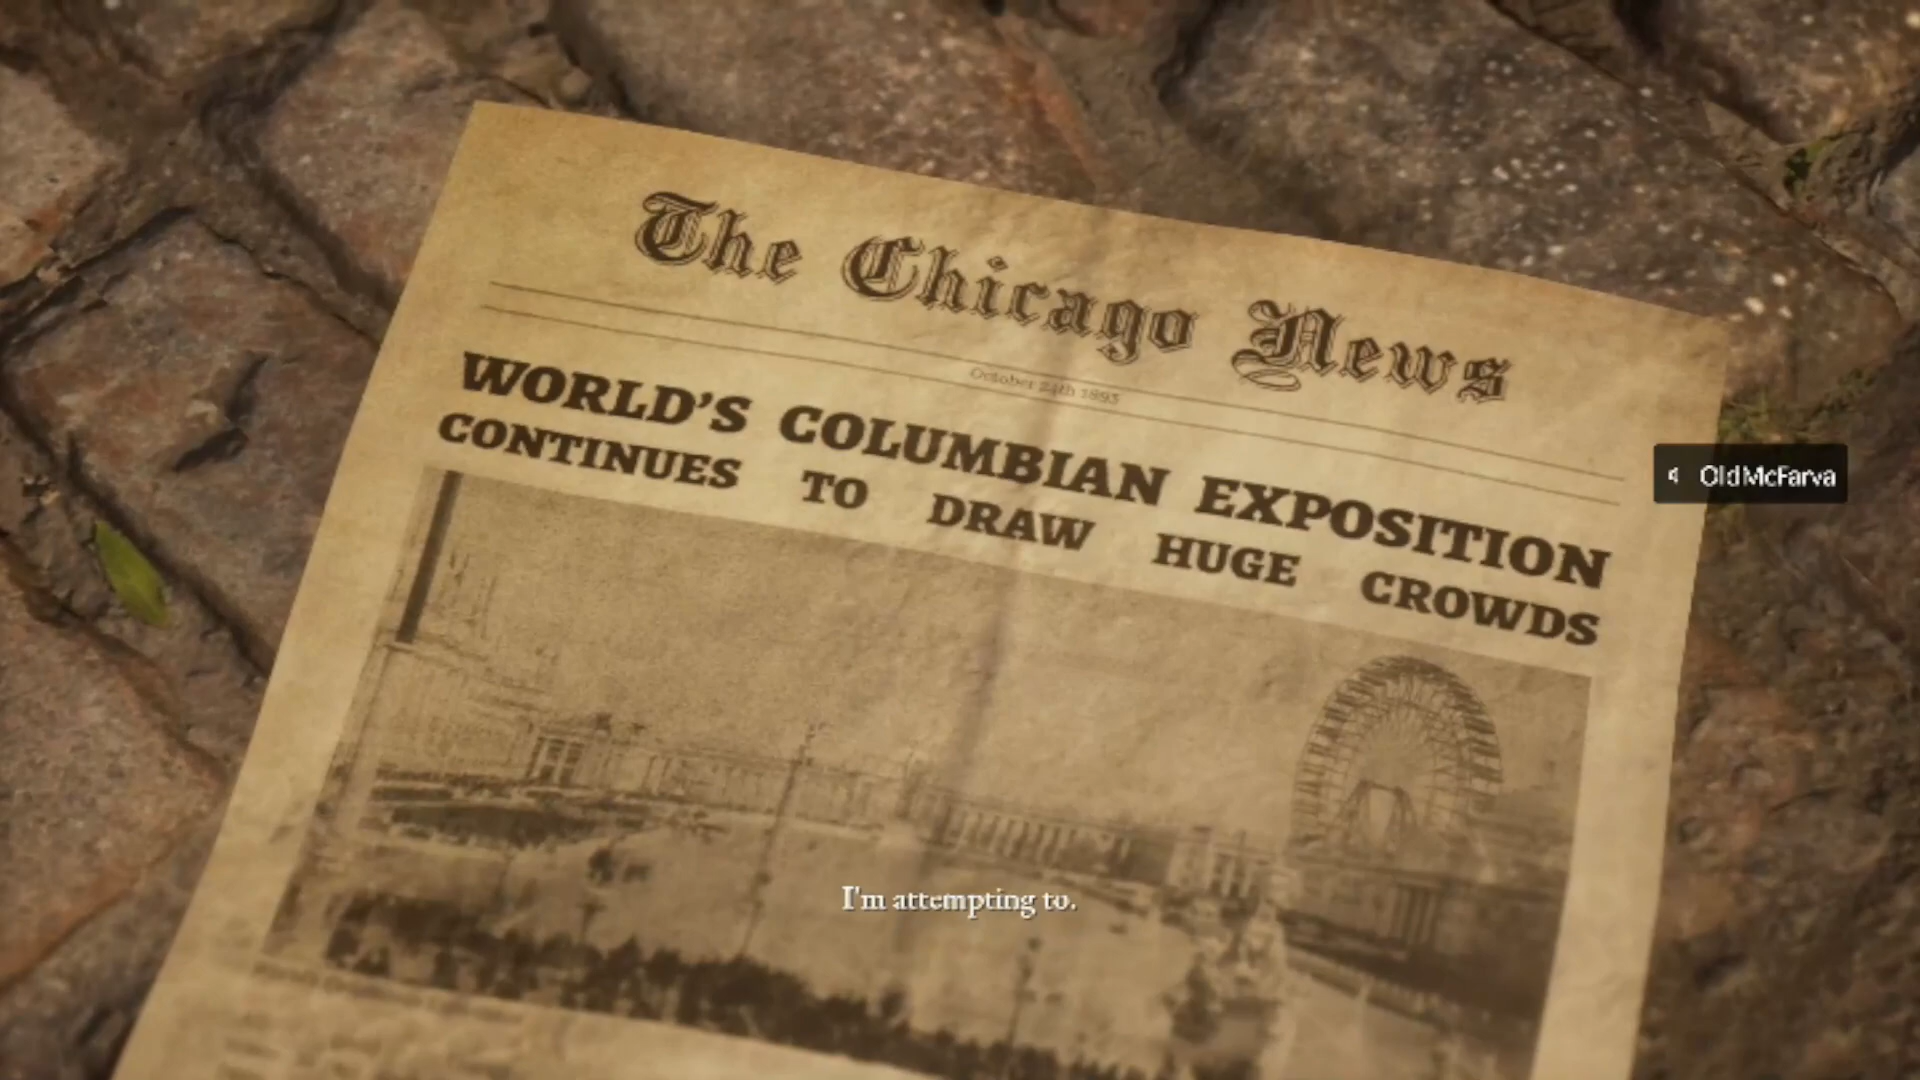 The Chicago News
October 24th 1893
WORLD'S COLUMBIAN EXPOSITION
CONTINUES TO DRAW HUGE CROWDS
OldMcFarva
I'm attempting to.